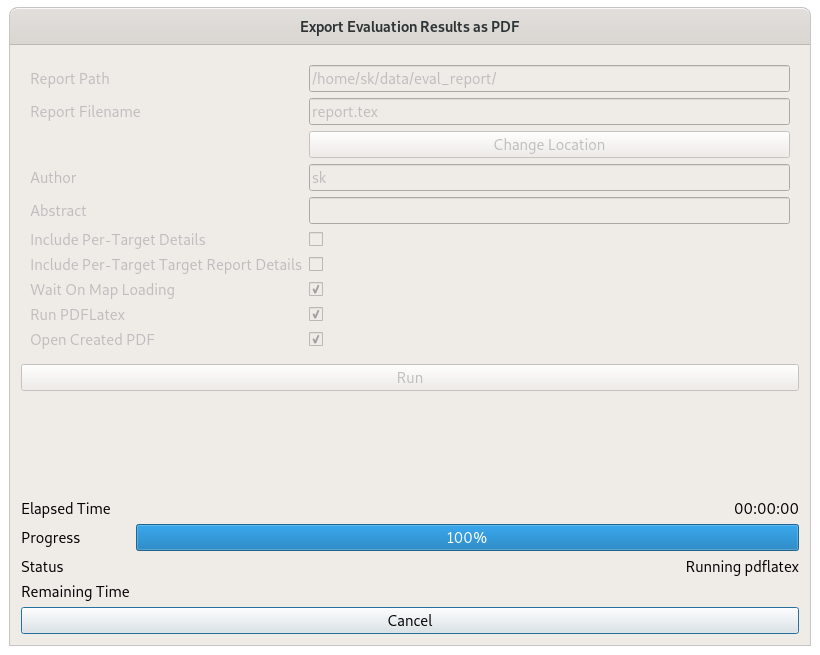 Export Evaluation Results as PDF
Report Path /home/sk/data/eval_report/
Report Filename report.tex
Change Location
Author sk
Abstract
Include Per-Target Details
Include Per-Target Target Report Details
Wait On Map Loading
Run PDFLatex
Open Created PDF
Run
Elapsed Time 00:00:00
Progress 100%
Status Running pdflatex
Remaining Time
Cancel